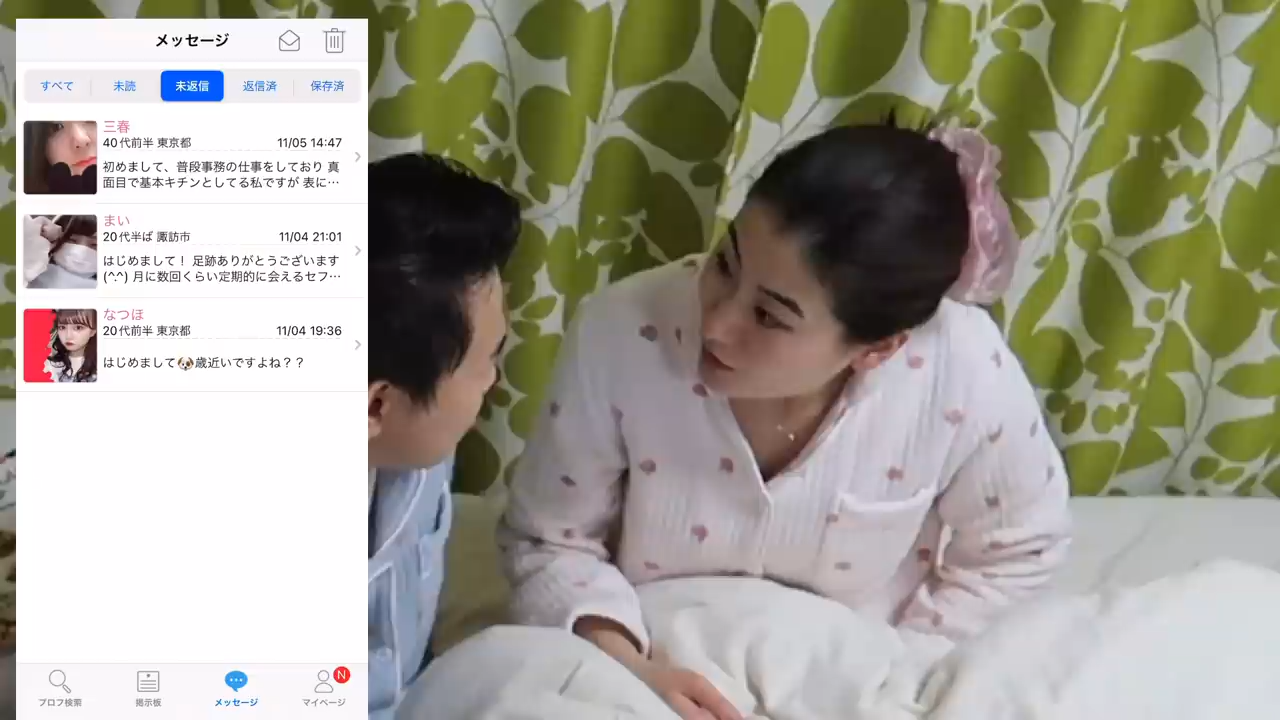 メッセージ
すべて
未読
未返信
返信済
保存済
三春
40代前半 東京都
11/05 14:47
初めまして、普段事務の仕事をしており 真
面目で基本キチンとしてる私ですが 表に…
まい
20代半ば 諏訪市
11/04 21:01
はじめまして！ 足跡ありがとうございます
(^.^) 月に数回くらい定期的に会えるセフ…
なつほ
20代前半 東京都
11/04 19:36
はじめまして🐶歳近いですよね？？
プロフ検索
掲示板
メッセージ
マイページ
N